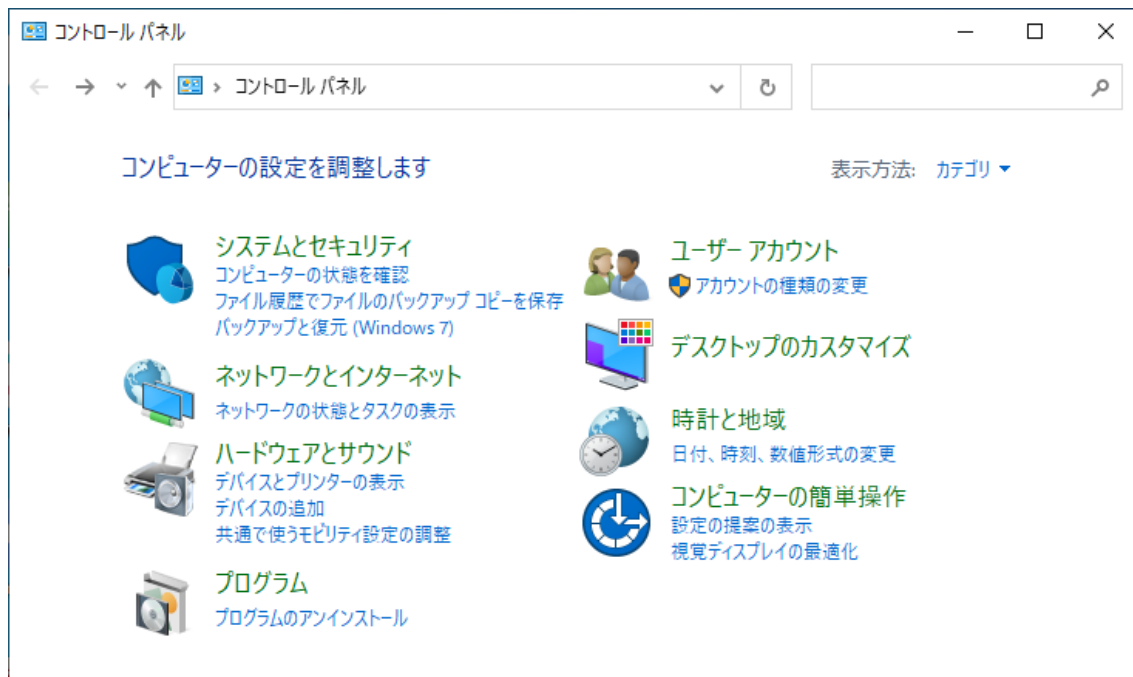 コントロール パネル
コントロール パネル
コンピューターの設定を調整します
表示方法: カテゴリ
システムとセキュリティ
コンピューターの状態を確認
ファイル履歴でファイルのバックアップ コピーを保存
バックアップと復元 (Windows 7)
ネットワークとインターネット
ネットワークの状態とタスクの表示
ハードウェアとサウンド
デバイスとプリンターの表示
デバイスの追加
共通で使うモビリティ設定の調整
プログラム
プログラムのアンインストール
ユーザー アカウント
アカウントの種類の変更
デスクトップのカスタマイズ
時計と地域
日付、時刻、数値形式の変更
コンピューターの簡単操作
設定の提案の表示
視覚ディスプレイの最適化